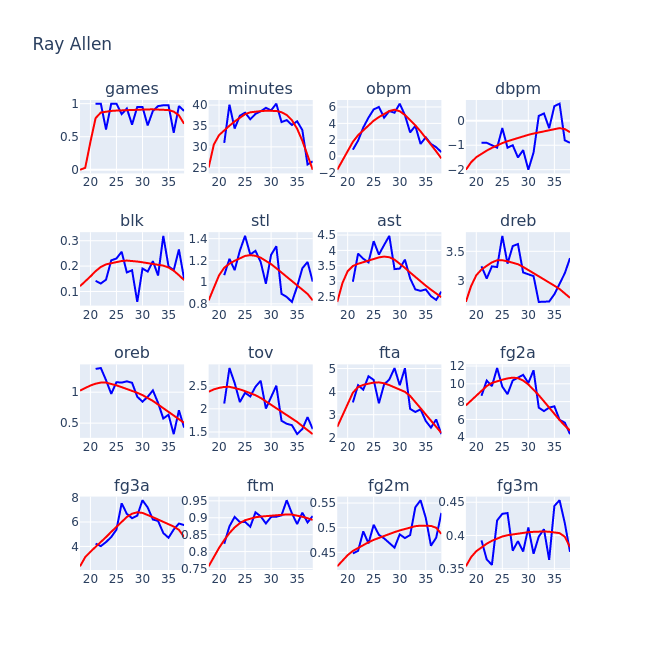 Ray Allen
games minutes obpm dbpm
1 0.5 0 20 25 30 35
40 35 30 25 20 25 30 35
6 4 2 0 −2 20 25 30 35
0 −1 −2 20 25 30 35
blk stl ast dreb
0.3 0.2 0.1 20 25 30 35
1.4 1.2 1 0.8 20 25 30 35
4.5 4 3.5 3 2.5 20 25 30 35
3.5 3 20 25 30 35
oreb tov fta fg2a
1 0.5 20 25 30 35
2.5 2 1.5 20 25 30 35
5 4 3 2 20 25 30 35
12 10 8 6 4 20 25 30 35
fg3a ftm fg2m fg3m
8 6 4 20 25 30 35
0.95 0.9 0.85 0.8 0.75 20 25 30 35
0.55 0.5 0.45 20 25 30 35
0.45 0.4 0.35 20 25 30 35